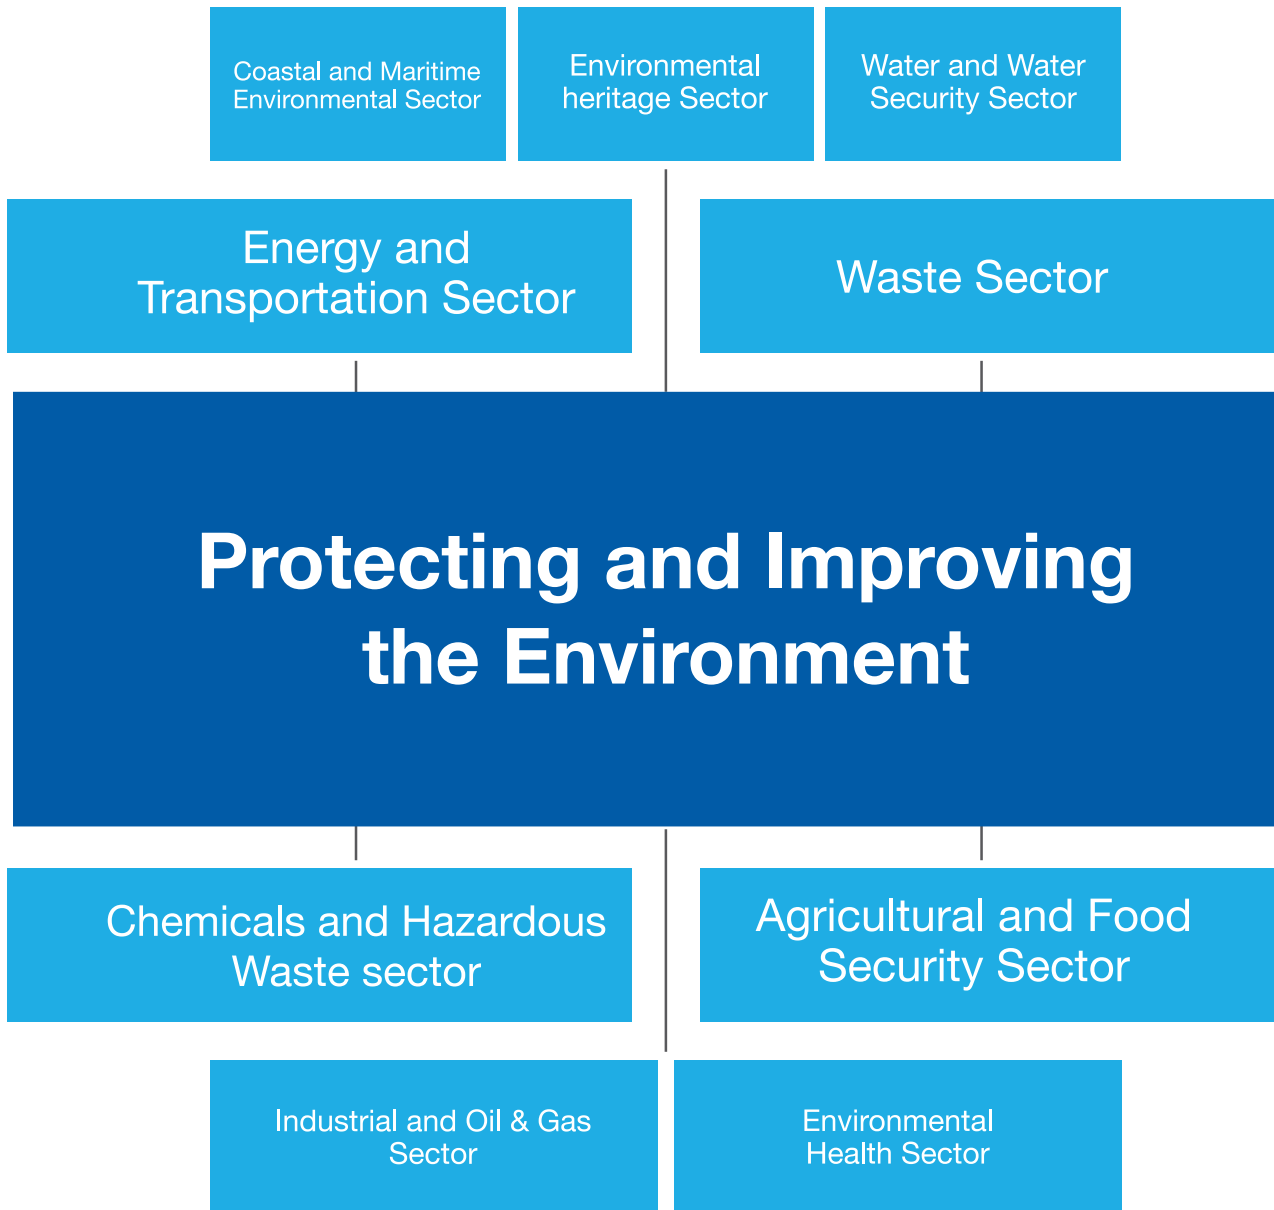 Coastal and Maritime
Environmental Sector
Environmental
heritage Sector
Water and Water
Security Sector
Energy and
Transportation Sector
Waste Sector
Protecting and Improving
the Environment
Chemicals and Hazardous
Waste sector
Agricultural and Food
Security Sector
Industrial and Oil & Gas
Sector
Environmental
Health Sector